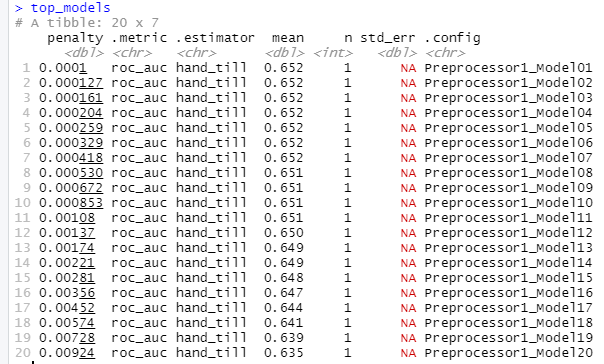 > top_models
# A tibble: 20 x 7
penalty .metric .estimator mean n std_err .config
<dbl> <chr> <chr> <dbl> <int> <dbl> <chr>
1 0.0001 roc_auc hand_till 0.652 1 NA Preprocessor1_Model01
2 0.000127 roc_auc hand_till 0.652 1 NA Preprocessor1_Model02
3 0.000161 roc_auc hand_till 0.652 1 NA Preprocessor1_Model03
4 0.000204 roc_auc hand_till 0.652 1 NA Preprocessor1_Model04
5 0.000259 roc_auc hand_till 0.652 1 NA Preprocessor1_Model05
6 0.000329 roc_auc hand_till 0.652 1 NA Preprocessor1_Model06
7 0.000418 roc_auc hand_till 0.652 1 NA Preprocessor1_Model07
8 0.000530 roc_auc hand_till 0.651 1 NA Preprocessor1_Model08
9 0.000672 roc_auc hand_till 0.651 1 NA Preprocessor1_Model09
10 0.000853 roc_auc hand_till 0.651 1 NA Preprocessor1_Model10
11 0.00108 roc_auc hand_till 0.651 1 NA Preprocessor1_Model11
12 0.00137 roc_auc hand_till 0.650 1 NA Preprocessor1_Model12
13 0.00174 roc_auc hand_till 0.649 1 NA Preprocessor1_Model13
14 0.00221 roc_auc hand_till 0.649 1 NA Preprocessor1_Model14
15 0.00281 roc_auc hand_till 0.648 1 NA Preprocessor1_Model15
16 0.00356 roc_auc hand_till 0.647 1 NA Preprocessor1_Model16
17 0.00452 roc_auc hand_till 0.644 1 NA Preprocessor1_Model17
18 0.00574 roc_auc hand_till 0.641 1 NA Preprocessor1_Model18
19 0.00728 roc_auc hand_till 0.639 1 NA Preprocessor1_Model19
20 0.00924 roc_auc hand_till 0.635 1 NA Preprocessor1_Model20